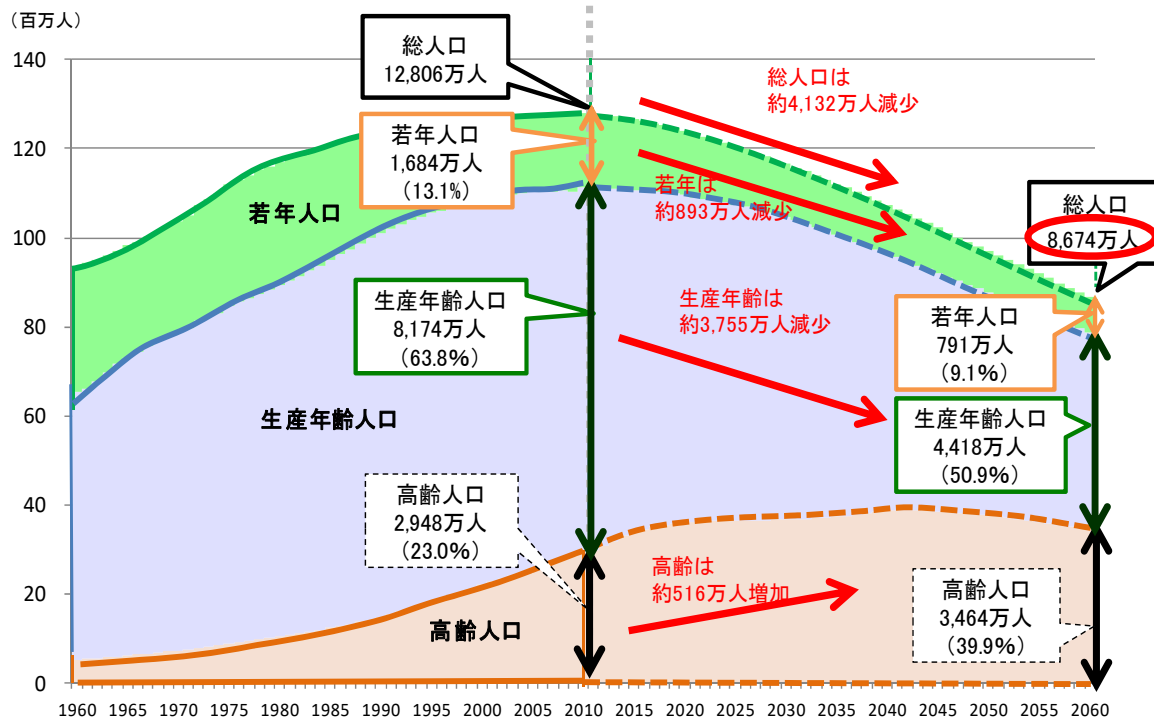 （百万人）
140
120
100
80
60
40
20
0
総人口
12,806万人
若年人口
1,684万人
(13.1%)
若年人口
生産年齢人口
8,174万人
(63.8%)
生産年齢人口
高齢人口
2,948万人
(23.0%)
高齢人口
総人口は
約4,132万人減少
若年は
約893万人減少
生産年齢は
約3,755万人減少
高齢は
約516万人増加
総人口
8,674万人
若年人口
791万人
(9.1%)
生産年齢人口
4,418万人
(50.9%)
高齢人口
3,464万人
(39.9%)
1960 1965 1970 1975 1980 1985 1990 1995 2000 2005 2010 2015 2020 2025 2030 2035 2040 2045 2050 2055 2060